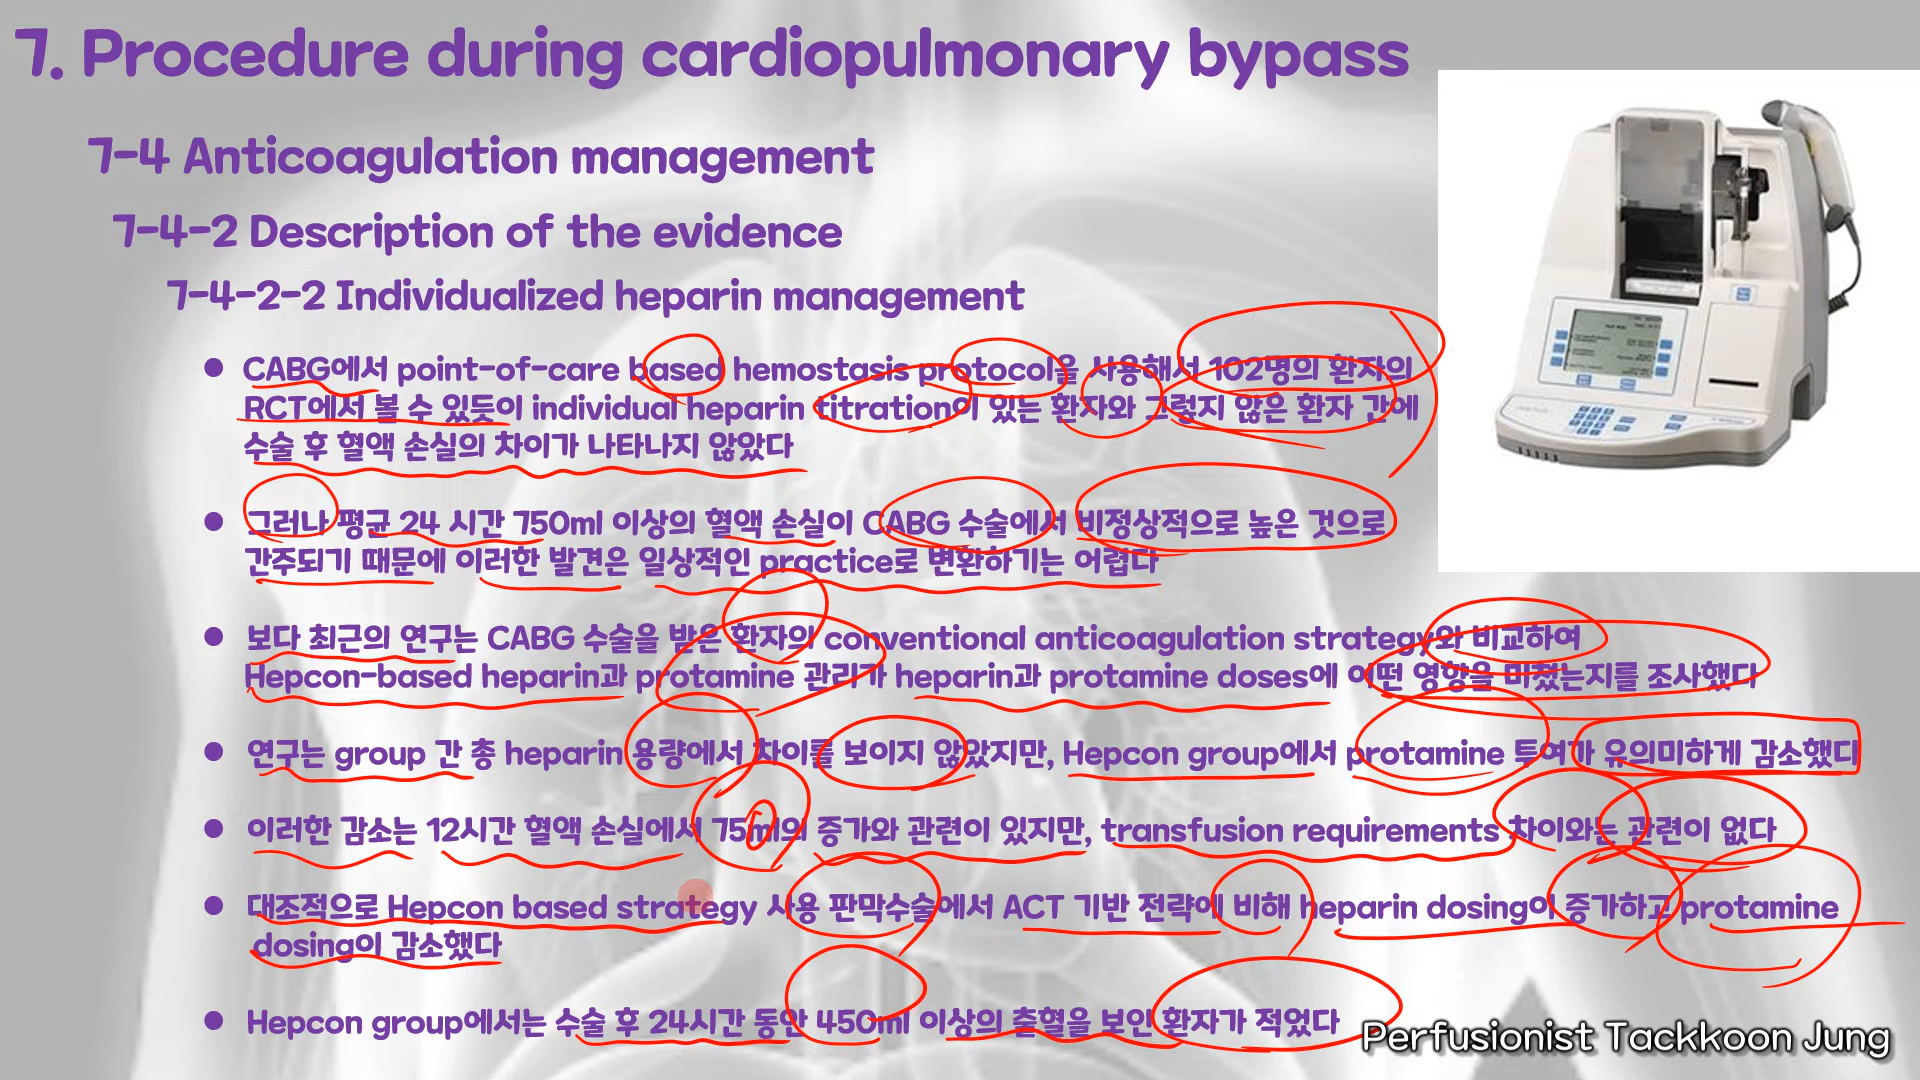 7. Procedure during cardiopulmonary bypass
7-4 Anticoagulation management
7-4-2 Description of the evidence
7-4-2-2 Individualized heparin management
● CABG에서 point-of-care based hemostasis protocol을 사용해서 102명의 환자의
RCT에서 볼 수 있듯이 individual heparin titration이 있는 환자와 그렇지 않은 환자 간에
수술 후 혈액 손실의 차이가 나타나지 않았다
● 그러나 평균 24 시간 750ml 이상의 혈액 손실이 CABG 수술에서 비정상적으로 높은 것으로
간주되기 때문에 이러한 발견은 일상적인 practice로 변환하기는 어렵다
● 보다 최근의 연구는 CABG 수술을 받은 환자의 conventional anticoagulation strategy와 비교하여
Hepcon-based heparin과 protamine 관리가 heparin과 protamine doses에 어떤 영향을 미쳤는지를 조사했다
● 연구는 group 간 총 heparin 용량에서 차이를 보이지 않았지만, Hepcon group에서 protamine 투여가 유의미하게 감소했다
● 이러한 감소는 12시간 혈액 손실에서 75ml의 증가와 관련이 있지만, transfusion requirements 차이와는 관련이 없다
● 대조적으로 Hepcon based strategy 사용 판막수술에서 ACT 기반 전략에 비해 heparin dosing이 증가하고 protamine
dosing이 감소했다
● Hepcon group에서는 수술 후 24시간 동안 450ml 이상의 출혈을 보인 환자가 적었다
Perfusionist Tackkoon Jung